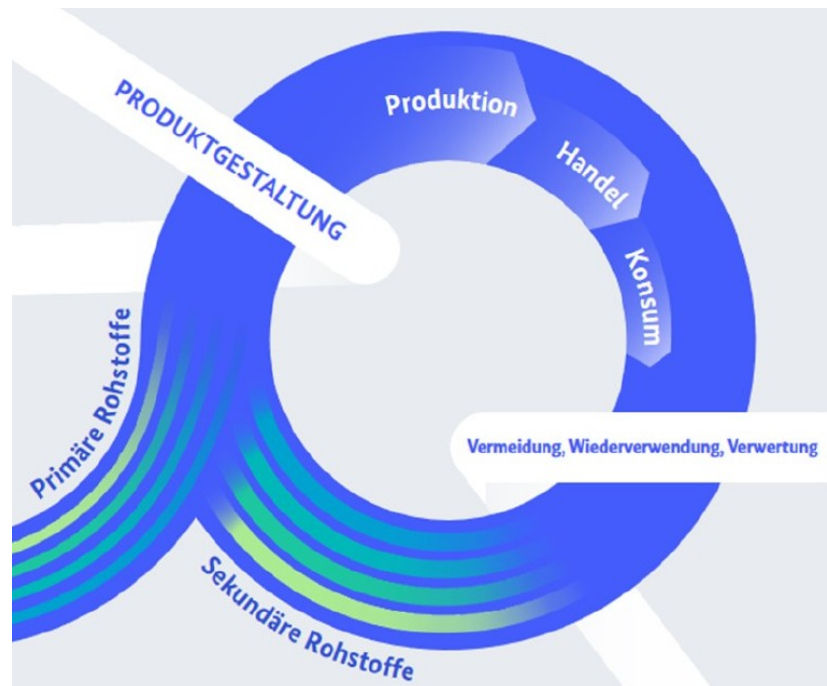 PRODUKTGESTALTUNG
Produktion
Handel
Konsum
Primäre Rohstoffe
Vermeidung, Wiederverwendung, Verwertung
Sekundäre Rohstoffe